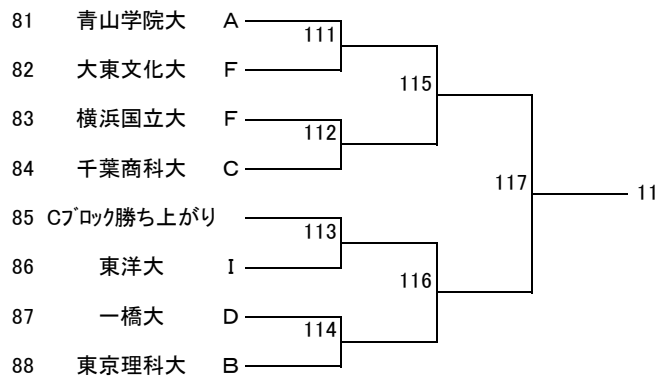 81 青山学院大 A
111
82 大東文化大 F
115
83 横浜国立大 F
112
84 千葉商科大 C
117 11
85 Cブロック勝ち上がり
113
86 東洋大 I
116
87 一橋大 D
114
88 東京理科大 B